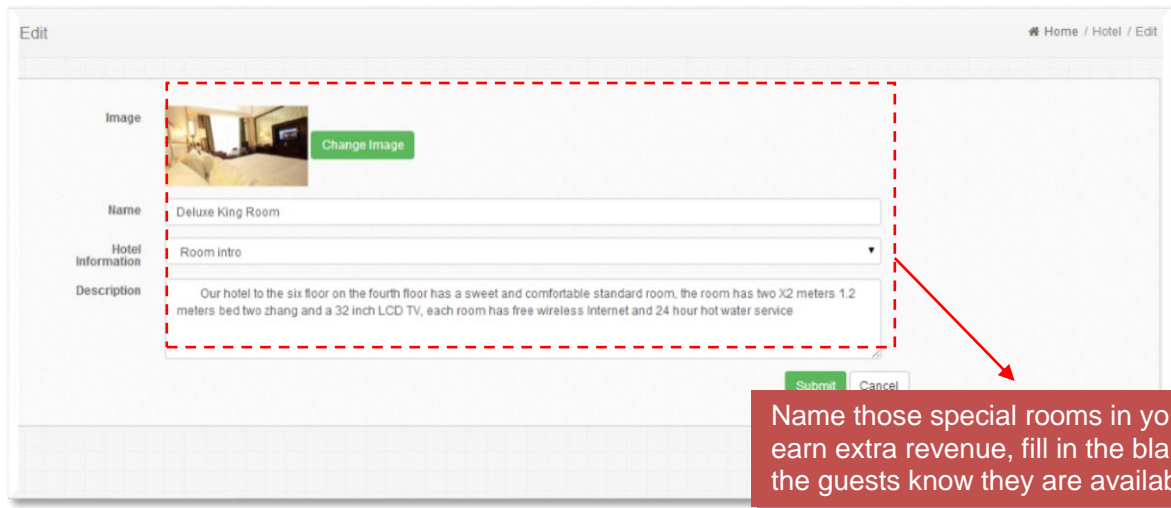 Edit
Home / Hotel / Edit
Image
Change Image
Name
Deluxe King Room
Hotel
Information
Room intro
Description
Our hotel to the six floor on the fourth floor has a sweet and comfortable standard room, the room has two X2 meters 1.2
meters bed two zhang and a 32 inch LCD TV, each room has free wireless Internet and 24 hour hot water service
Submit
Cancel
Name those special rooms in yo
earn extra revenue, fill in the bla
the guests know they are availab